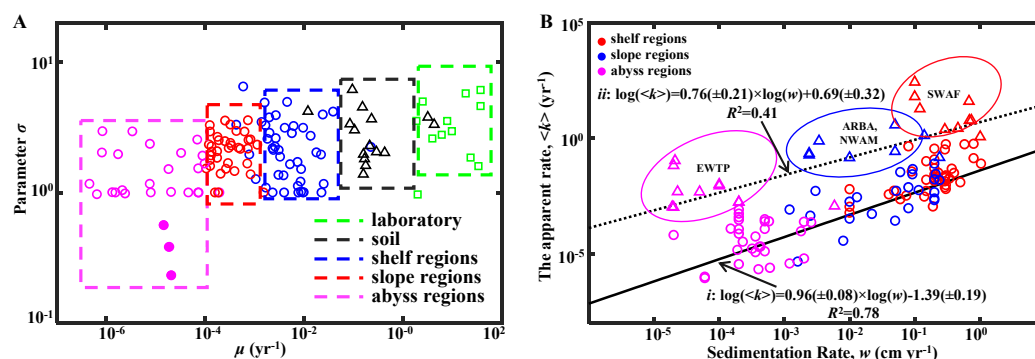 A
Parameter σ
10^1
10^0
10^-1
10^-6
10^-4
10^-2
10^0
10^2
μ (yr^-1)
laboratory
soil
shelf regions
slope regions
abyss regions
B
The apparent rate, <k> (yr^-1)
10^5
10^0
10^-5
shelf regions
slope regions
abyss regions
ii: log(<k>)=0.76(±0.21)×log(w)+0.69(±0.32)
R²=0.41
SWAF
ARBA,
NWAM
EWTP
i: log(<k>)=0.96(±0.08)×log(w)-1.39(±0.19)
R²=0.78
10^-5
10^-4
10^-3
10^-2
10^-1
10^0
Sedimentation Rate, w (cm yr^-1)